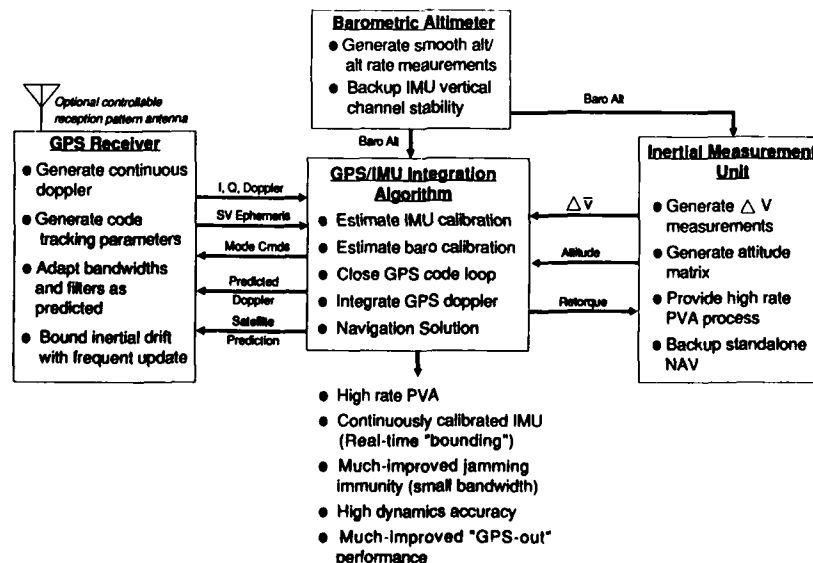 Barometric Altimeter
● Generate smooth alt/
alt rate meaurements
● Backup IMU vertical
channel stability
Optional controllable
reception pattern antenna
Baro Alt
Baro Alt
GPS Receiver
● Generate continuous
doppler
● Generate code
tracking parameters
● Adapt bandwidths
and filters as
predicted
● Bound inertial drift
with frequent update
I, Q, Doppler
SV Ephemeris
Mode Cmds
Predicted
Doppler
Satellite
Prediction
GPS/IMU Integration
Algorithm
● Estimate IMU calibration
● Estimate baro calibration
● Close GPS code loop
● Integrate GPS doppler
● Navigation Solution
△ v̅
Attitude
Retorque
Inertial Measurement
Unit
● Generate △ V
measurements
● Generate attitude
matrix
● Provide high rate
PVA process
● Backup standalone
NAV
● High rate PVA
● Continuously calibrated IMU
(Real-time "bounding")
● Much-improved jamming
immunity (small bandwidth)
● High dynamics accuracy
● Much-improved "GPS-out"
performance